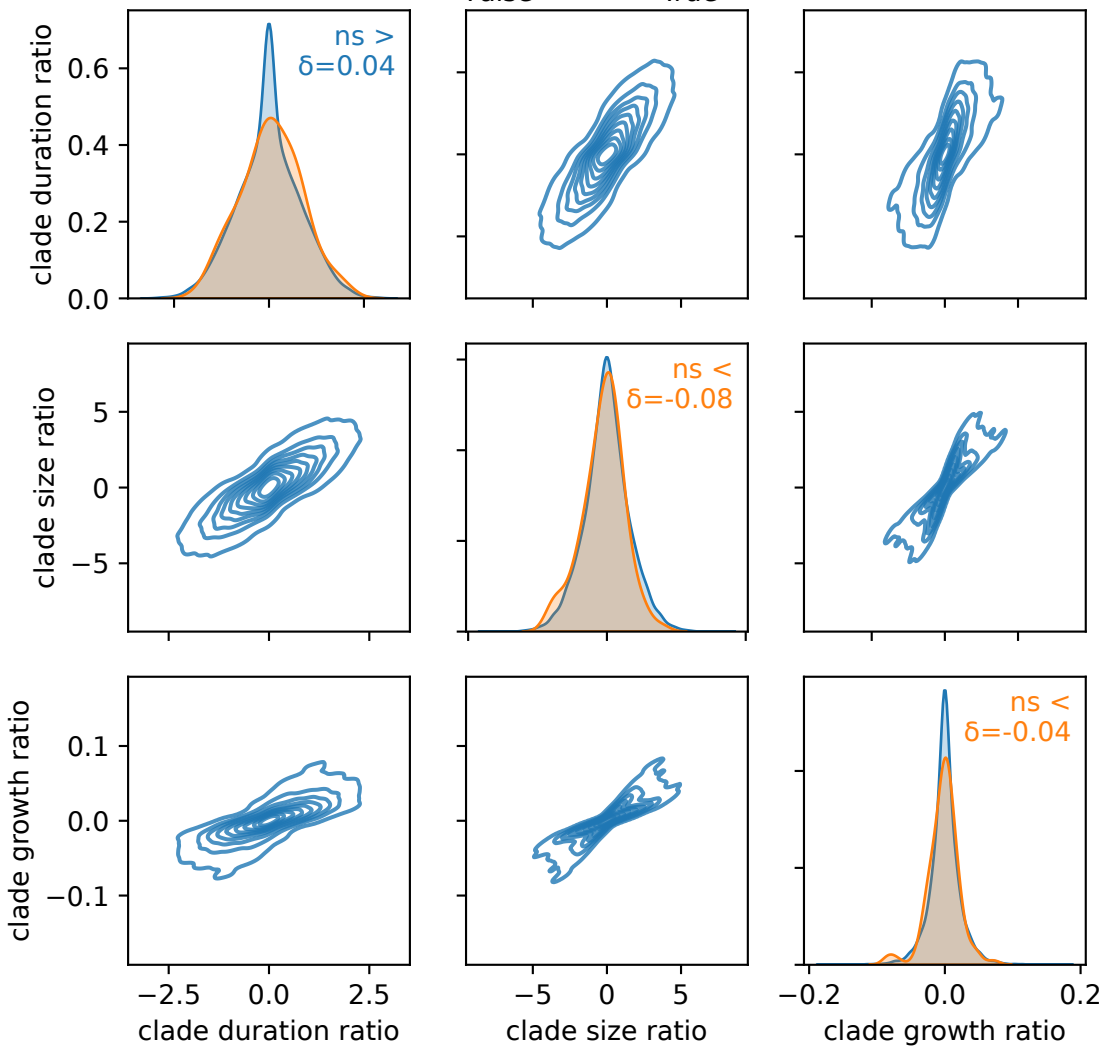 True
clade duration ratio
0.6
0.4
0.2
0.0
ns >
δ=0.04
clade size ratio
5
0
−5
ns <
δ=-0.08
clade growth ratio
0.1
0.0
−0.1
ns <
δ=-0.04
−2.5 0.0 2.5
−5 0 5
−0.2 0.0 0.2
clade duration ratio
clade size ratio
clade growth ratio